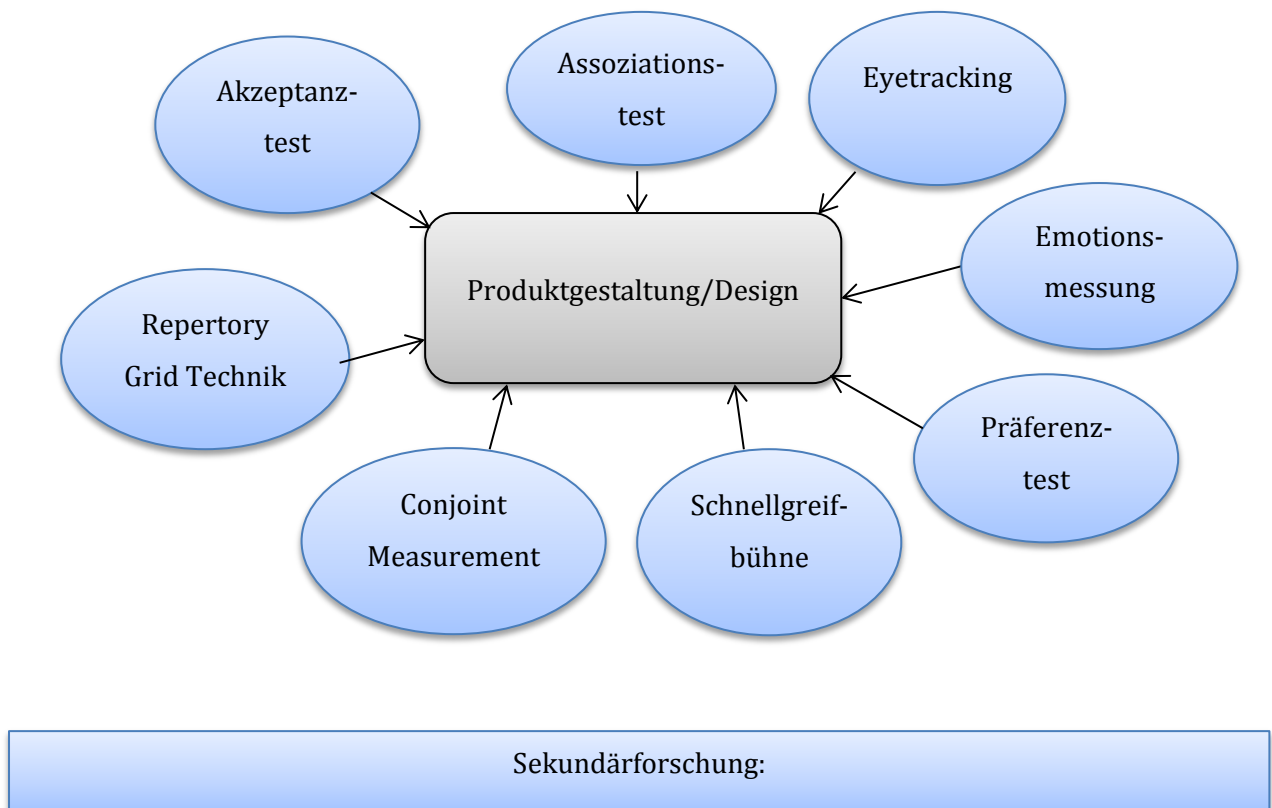 Akzeptanz-
test
Assoziations-
test
Eyetracking
Emotions-
messung
Produktgestaltung/Design
Repertory
Grid Technik
Präferenz-
test
Conjoint
Measurement
Schnellgreif-
bühne
Sekundärforschung: